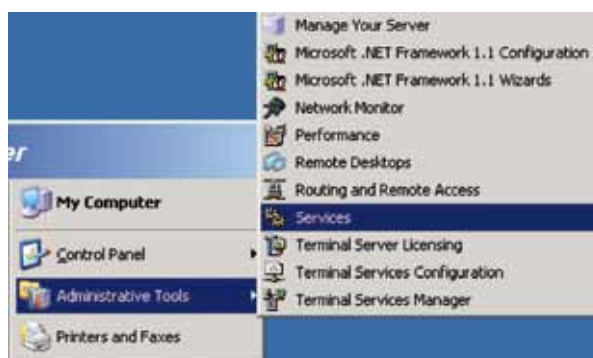 Manage Your Server
Microsoft .NET Framework 1.1 Configuration
Microsoft .NET Framework 1.1 Wizards
Network Monitor
Performance
Remote Desktops
Routing and Remote Access
Services
Terminal Server Licensing
Terminal Services Configuration
Terminal Services Manager
er
My Computer
Control Panel
Administrative Tools
Printers and Faxes